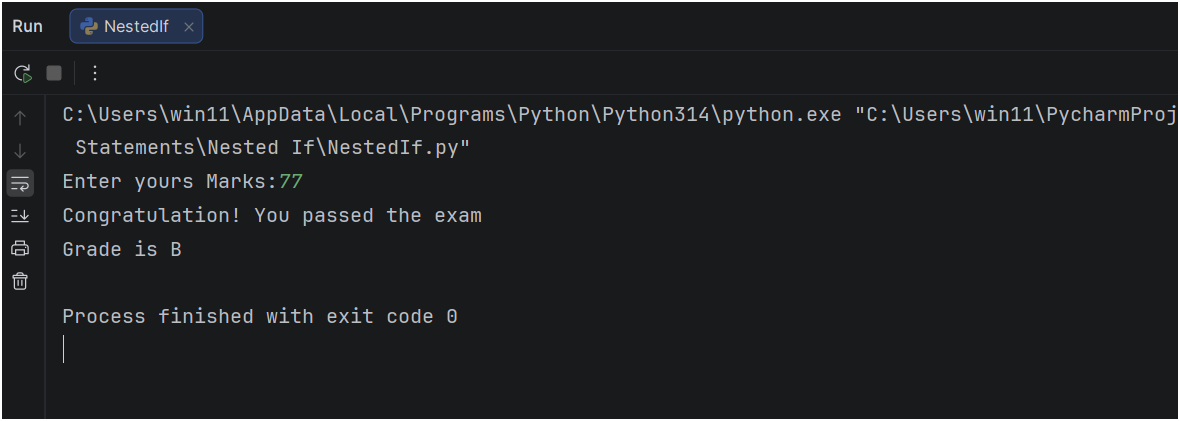 Run NestedIf
C:\Users\win11\AppData\Local\Programs\Python\Python314\python.exe "C:\Users\win11\PycharmProj
Statements\Nested If\NestedIf.py"
Enter yours Marks:77
Congratulation! You passed the exam
Grade is B
Process finished with exit code 0